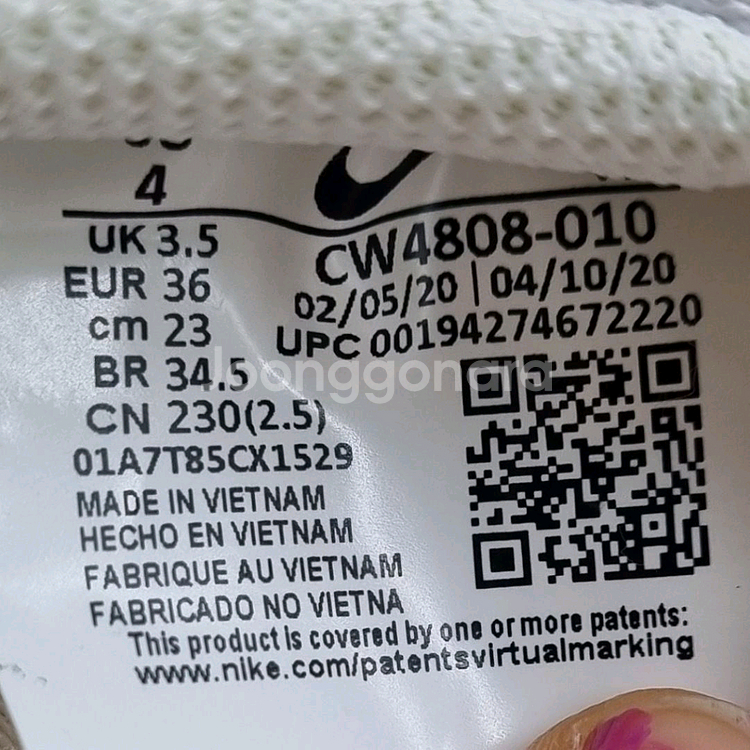 4
UK 3.5
EUR 36
cm 23
BR 34.5
CN 230(2.5)
01A7T85CX1529
MADE IN VIETNAM
HECHO EN VIETNAM
FABRIQUE AU VIETNAM
FABRICADO NO VIETNA
CW4808-010
02/05/20 | 04/10/20
UPC 00194274672220
Joonggonara
This product is covered by one or more patents:
www.nike.com/patentsvirtualmarking